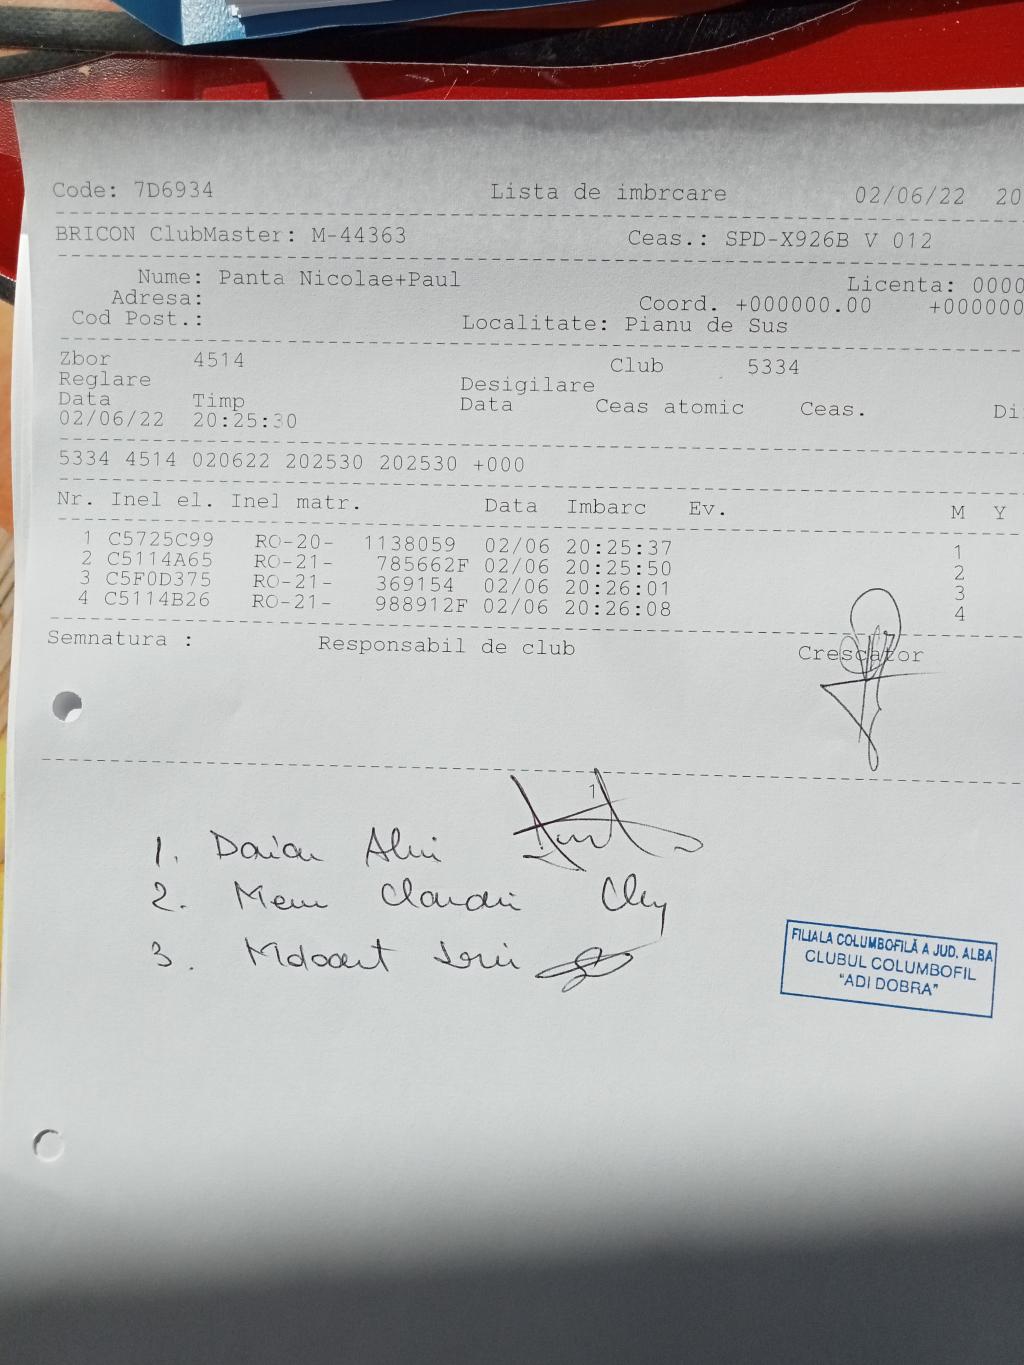 Code: 7D6934 Lista de imbrcare 02/06/22 20
BRICON ClubMaster: M-44363 Ceas.: SPD-X926B V 012
Nume: Panta Nicolae+Paul Licenta: 0000
Adresa: Coord. +000000.00 +000000
Cod Post.: Localitate: Pianu de Sus
Zbor 4514 Club 5334
Reglare Desigilare
Data Timp Data Ceas atomic Ceas. Di
02/06/22 20:25:30
5334 4514 020622 202530 202530 +000
Nr. Inel el. Inel matr. Data Imbarc Ev. M Y
1 C5725C99 RO-20- 1138059 02/06 20:25:37 1
2 C5114A65 RO-21- 785662F 02/06 20:25:50 2
3 C5F0D375 RO-21- 369154 02/06 20:26:01 3
4 C5114B26 RO-21- 988912F 02/06 20:26:08 4
Semnatura : Responsabil de club Crescator
1
1.
2.
3.
FILIALA COLUMBOFILĂ A JUD. ALBA
CLUBUL COLUMBOFIL
"ADI DOBRA"